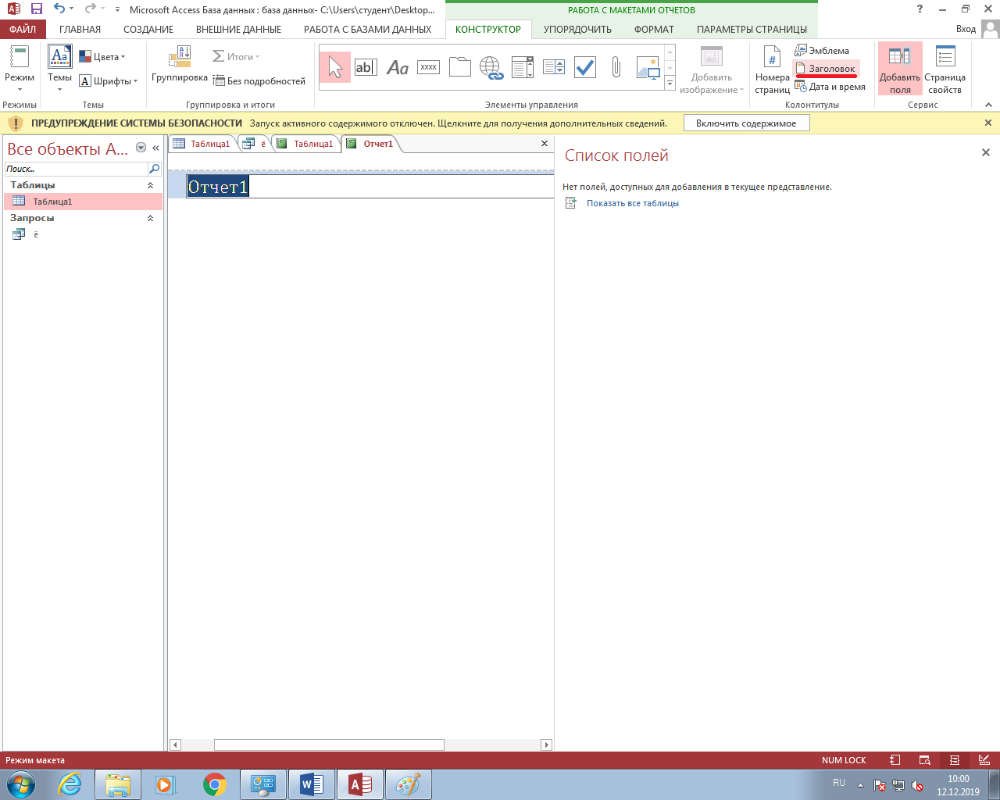 Microsoft Access База данных : база данных- C:\Users\студент\Desktop...
РАБОТА С МАКЕТАМИ ОТЧЕТОВ
?
ФАЙЛ ГЛАВНАЯ СОЗДАНИЕ ВНЕШНИЕ ДАННЫЕ РАБОТА С БАЗАМИ ДАННЫХ КОНСТРУКТОР УПОРЯДОЧИТЬ ФОРМАТ ПАРАМЕТРЫ СТРАНИЦЫ Вход
Режим
Режимы
Aa
Темы
Цвета
A Шрифты
Темы
Группировка
Σ Итоги
Без подробностей
Группировка и итоги
ab|
Aa
xxxx
Элементы управления
Добавить
изображение
#
Номера
страниц
Эмблема
Заголовок
Дата и время
Колонтитулы
Добавить
поля
Страница
свойств
Сервис
ПРЕДУПРЕЖДЕНИЕ СИСТЕМЫ БЕЗОПАСНОСТИ Запуск активного содержимого отключен. Щелкните для получения дополнительных сведений. Включить содержимое
Все объекты A...
Поиск...
Таблицы
Таблица1
Запросы
ё
Таблица1 ё Таблица1 Отчет1
Отчет1
Список полей
Нет полей, доступных для добавления в текущее представление.
Показать все таблицы
Режим макета
NUM LOCK
RU
10:00
12.12.2019